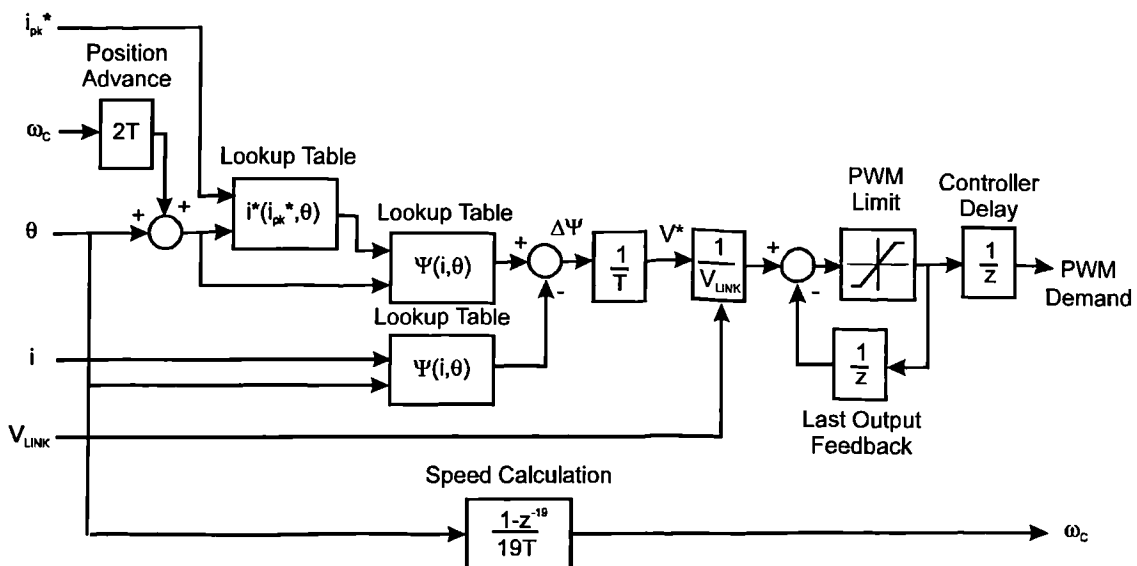 i_pk*
Position
Advance
ω_C
2T
Lookup Table
i*(i_pk*,θ)
+
+
θ
Lookup Table
Ψ(i,θ)
+
-
ΔΨ
1
T
V*
1
V_LINK
+
-
PWM
Limit
Controller
Delay
1
z
PWM
Demand
Lookup Table
Ψ(i,θ)
i
1
z
Last Output
Feedback
V_LINK
Speed Calculation
1-z^-19
19T
ω_C